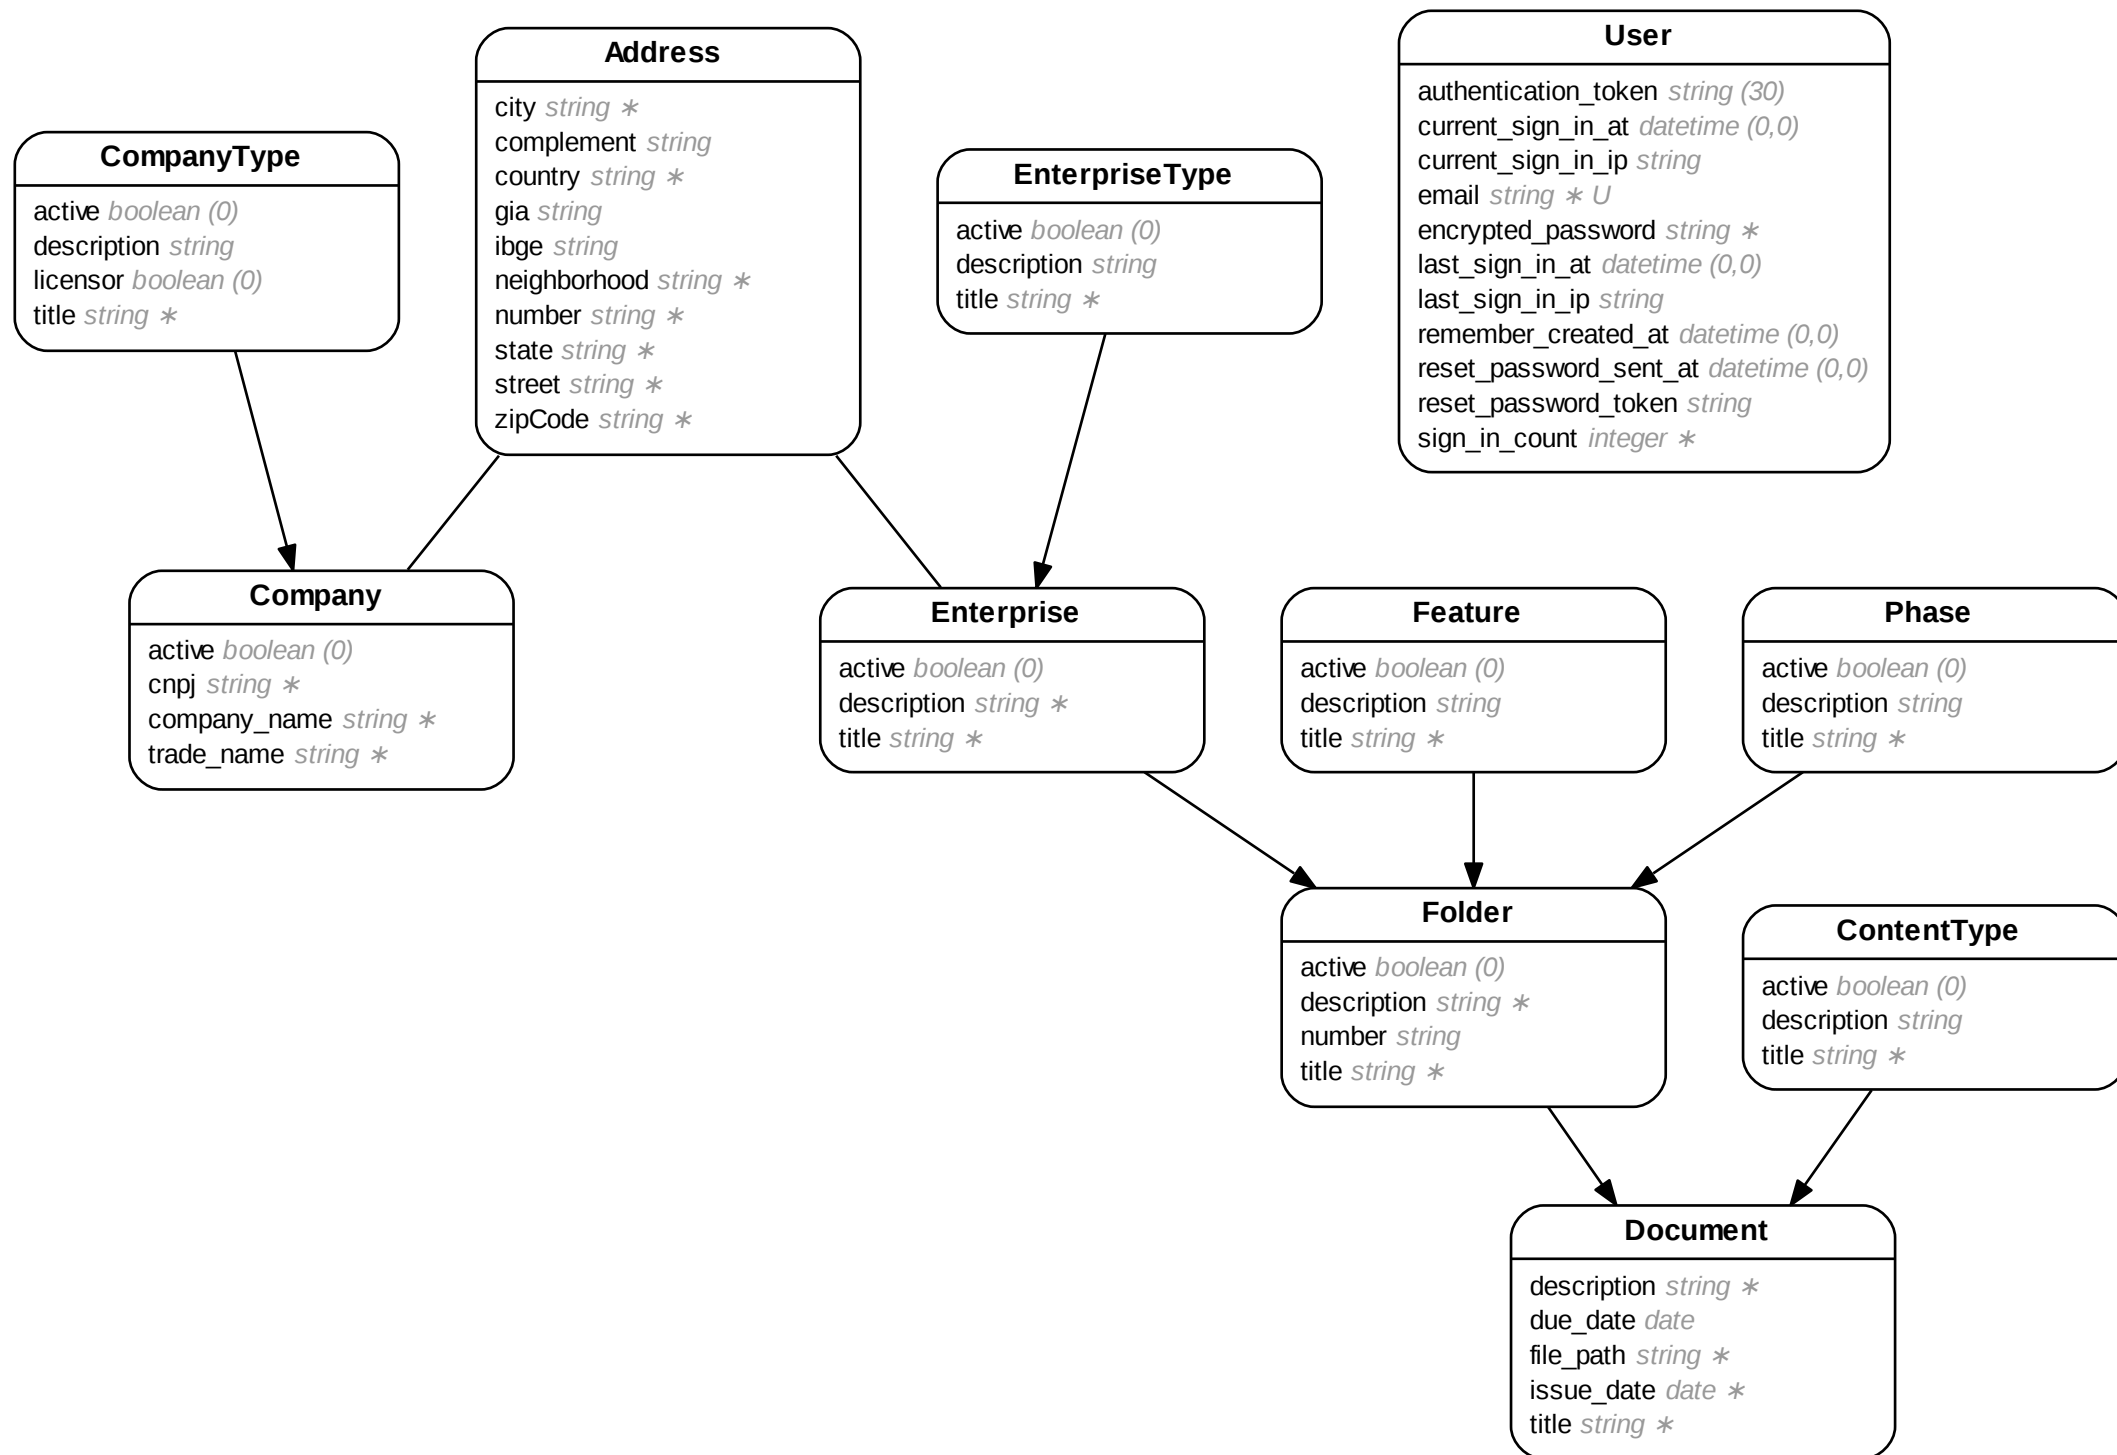 CompanyType
active boolean (0)
description string
licensor boolean (0)
title string ∗
Address
city string ∗
complement string
country string ∗
gia string
ibge string
neighborhood string ∗
number string ∗
state string ∗
street string ∗
zipCode string ∗
EnterpriseType
active boolean (0)
description string
title string ∗
User
authentication_token string (30)
current_sign_in_at datetime (0,0)
current_sign_in_ip string
email string ∗ U
encrypted_password string ∗
last_sign_in_at datetime (0,0)
last_sign_in_ip string
remember_created_at datetime (0,0)
reset_password_sent_at datetime (0,0)
reset_password_token string
sign_in_count integer ∗
Company
active boolean (0)
cnpj string ∗
company_name string ∗
trade_name string ∗
Enterprise
active boolean (0)
description string ∗
title string ∗
Feature
active boolean (0)
description string
title string ∗
Phase
active boolean (0)
description string
title string ∗
Folder
active boolean (0)
description string ∗
number string
title string ∗
ContentType
active boolean (0)
description string
title string ∗
Document
description string ∗
due_date date
file_path string ∗
issue_date date ∗
title string ∗